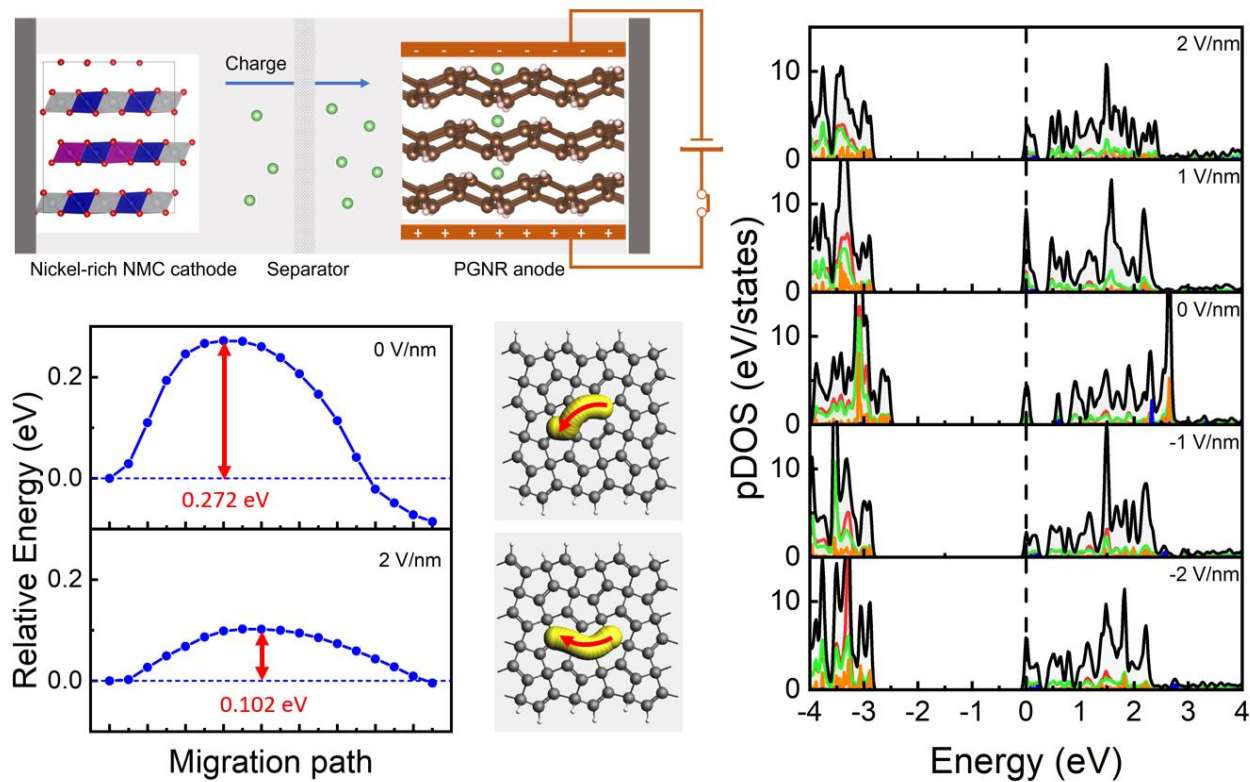 Charge
- - - - -
+ + + + +
Nickel-rich NMC cathode
Separator
PGNR anode
Relative Energy (eV)
0.2
0.0
0 V/nm
0.272 eV
0.2
0.0
2 V/nm
0.102 eV
Migration path
pDOS (eV/states)
10
0
2 V/nm
10
0
1 V/nm
10
0
0 V/nm
10
0
-1 V/nm
10
0
-2 V/nm
-4 -3 -2 -1 0 1 2 3 4
Energy (eV)